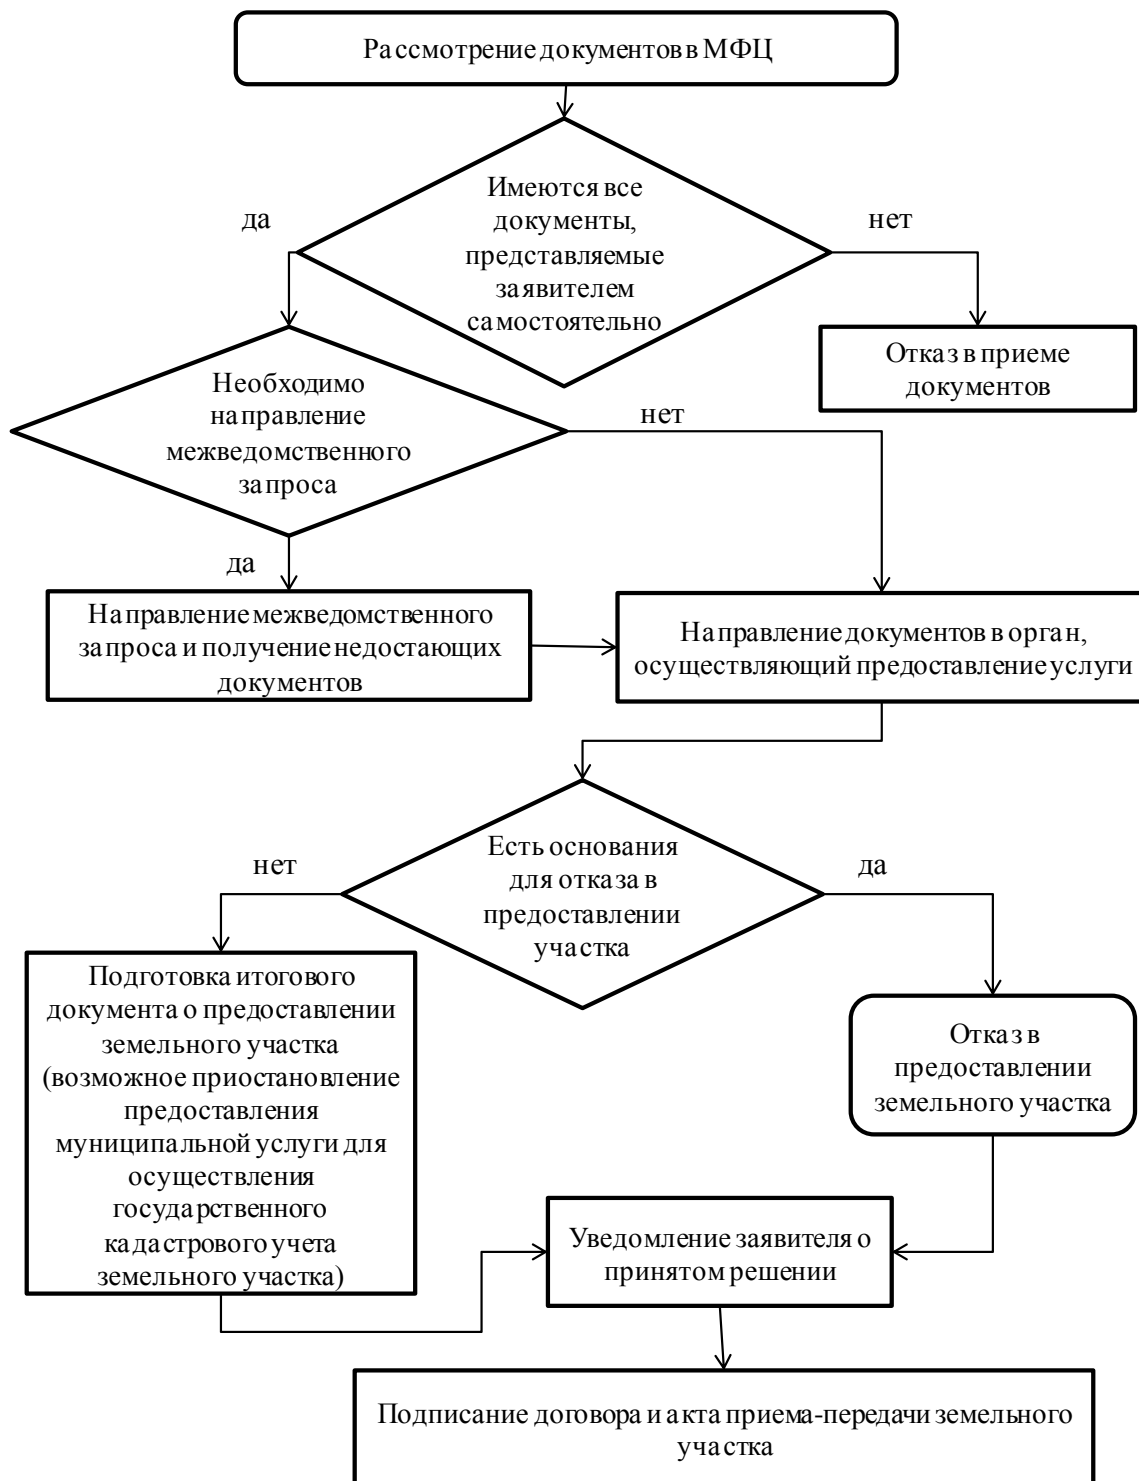 Рассмотрение документов в МФЦ
Имеются все
документы,
представляемые
заявителем
самостоятельно
да
нет
Отказ в приеме
документов
Необходимо
направление
межведомственного
запроса
нет
да
Направление межведомственного
запроса и получение недостающих
документов
Направление документов в орган,
осуществляющий предоставление услуги
Есть основания
для отказа в
предоставлении
участка
нет
да
Подготовка итогового
документа о предоставлении
земельного участка
(возможное приостановление
предоставления
муниципальной услуги для
осуществления
государственного
кадастрового учета
земельного участка)
Отказ в
предоставлении
земельного участка
Уведомление заявителя о
принятом решении
Подписание договора и акта приема-передачи земельного
участка